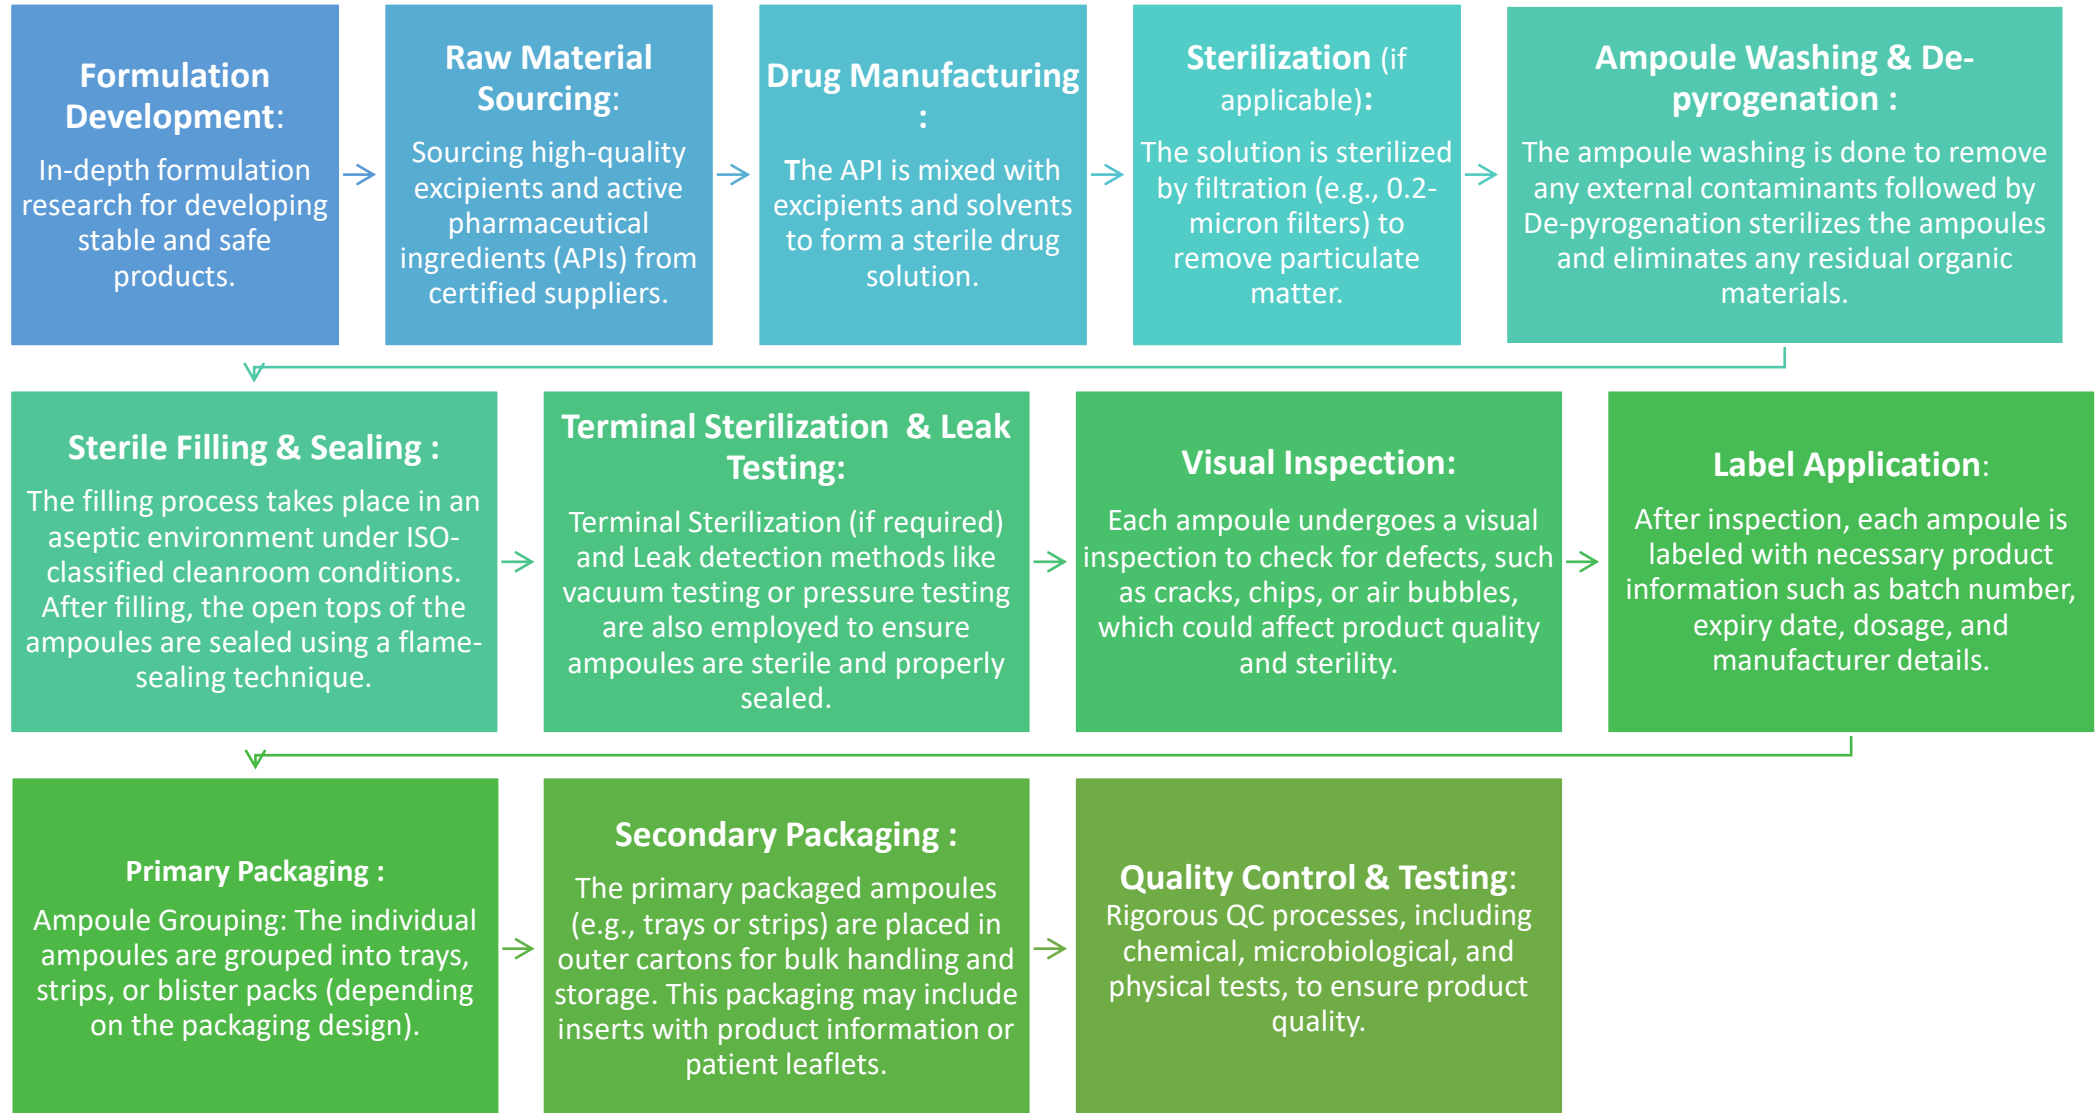 Formulation
Development:
In-depth formulation
research for developing
stable and safe
products.
Raw Material
Sourcing:
Sourcing high-quality
excipients and active
pharmaceutical
ingredients (APIs) from
certified suppliers.
Drug Manufacturing
:
The API is mixed with
excipients and solvents
to form a sterile drug
solution.
Sterilization (if
applicable):
The solution is sterilized
by filtration (e.g., 0.2-
micron filters) to
remove particulate
matter.
Ampoule Washing & De-
pyrogenation :
The ampoule washing is done to remove
any external contaminants followed by
De-pyrogenation sterilizes the ampoules
and eliminates any residual organic
materials.
Sterile Filling & Sealing :
The filling process takes place in an
aseptic environment under ISO-
classified cleanroom conditions.
After filling, the open tops of the
ampoules are sealed using a flame-
sealing technique.
Terminal Sterilization & Leak
Testing:
Terminal Sterilization (if required)
and Leak detection methods like
vacuum testing or pressure testing
are also employed to ensure
ampoules are sterile and properly
sealed.
Visual Inspection:
Each ampoule undergoes a visual
inspection to check for defects, such
as cracks, chips, or air bubbles,
which could affect product quality
and sterility.
Label Application:
After inspection, each ampoule is
labeled with necessary product
information such as batch number,
expiry date, dosage, and
manufacturer details.
Primary Packaging :
Ampoule Grouping: The individual
ampoules are grouped into trays,
strips, or blister packs (depending
on the packaging design).
Secondary Packaging :
The primary packaged ampoules
(e.g., trays or strips) are placed in
outer cartons for bulk handling and
storage. This packaging may include
inserts with product information or
patient leaflets.
Quality Control & Testing:
Rigorous QC processes, including
chemical, microbiological, and
physical tests, to ensure product
quality.